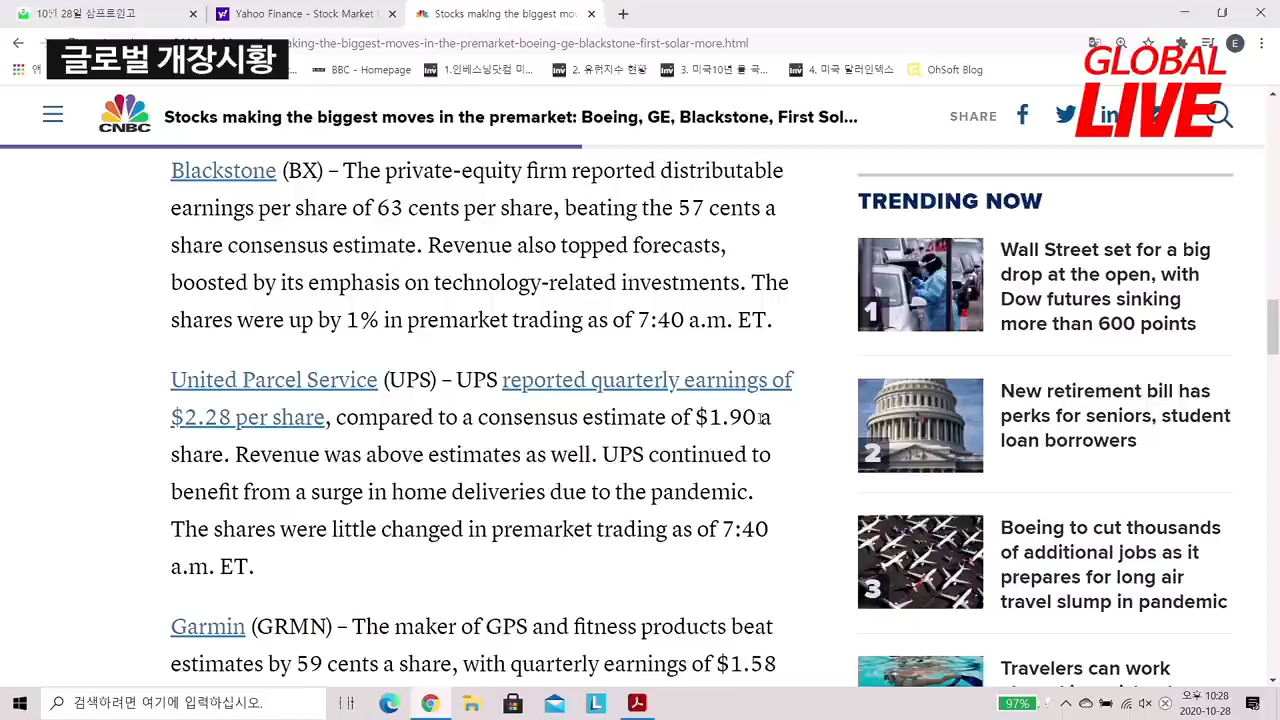 10월 28일 삼프로인고
Yahoo Finance - Stock Market L
Stocks making the biggest mov
making-the-biggest-moves-in-the-premarket-boeing-ge-blackstone-first-solar-more.html
글로벌 개장시황
BBC - Homepage
1.인베스팅닷컴 미...
2. 유럽지수 현황
3. 미국10년 물 국...
4. 미국 달러인덱스
OhSoft Blog
GLOBAL
LIVE
CNBC
Stocks making the biggest moves in the premarket: Boeing, GE, Blackstone, First Sol...
SHARE
Blackstone (BX) – The private-equity firm reported distributable
earnings per share of 63 cents per share, beating the 57 cents a
share consensus estimate. Revenue also topped forecasts,
boosted by its emphasis on technology-related investments. The
shares were up by 1% in premarket trading as of 7:40 a.m. ET.
United Parcel Service (UPS) – UPS reported quarterly earnings of
$2.28 per share, compared to a consensus estimate of $1.90 a
share. Revenue was above estimates as well. UPS continued to
benefit from a surge in home deliveries due to the pandemic.
The shares were little changed in premarket trading as of 7:40
a.m. ET.
Garmin (GRMN) – The maker of GPS and fitness products beat
estimates by 59 cents a share, with quarterly earnings of $1.58
TRENDING NOW
1
Wall Street set for a big
drop at the open, with
Dow futures sinking
more than 600 points
2
New retirement bill has
perks for seniors, student
loan borrowers
3
Boeing to cut thousands
of additional jobs as it
prepares for long air
travel slump in pandemic
Travelers can work
검색하려면 여기에 입력하십시오.
97%
오후 10:28
2020-10-28